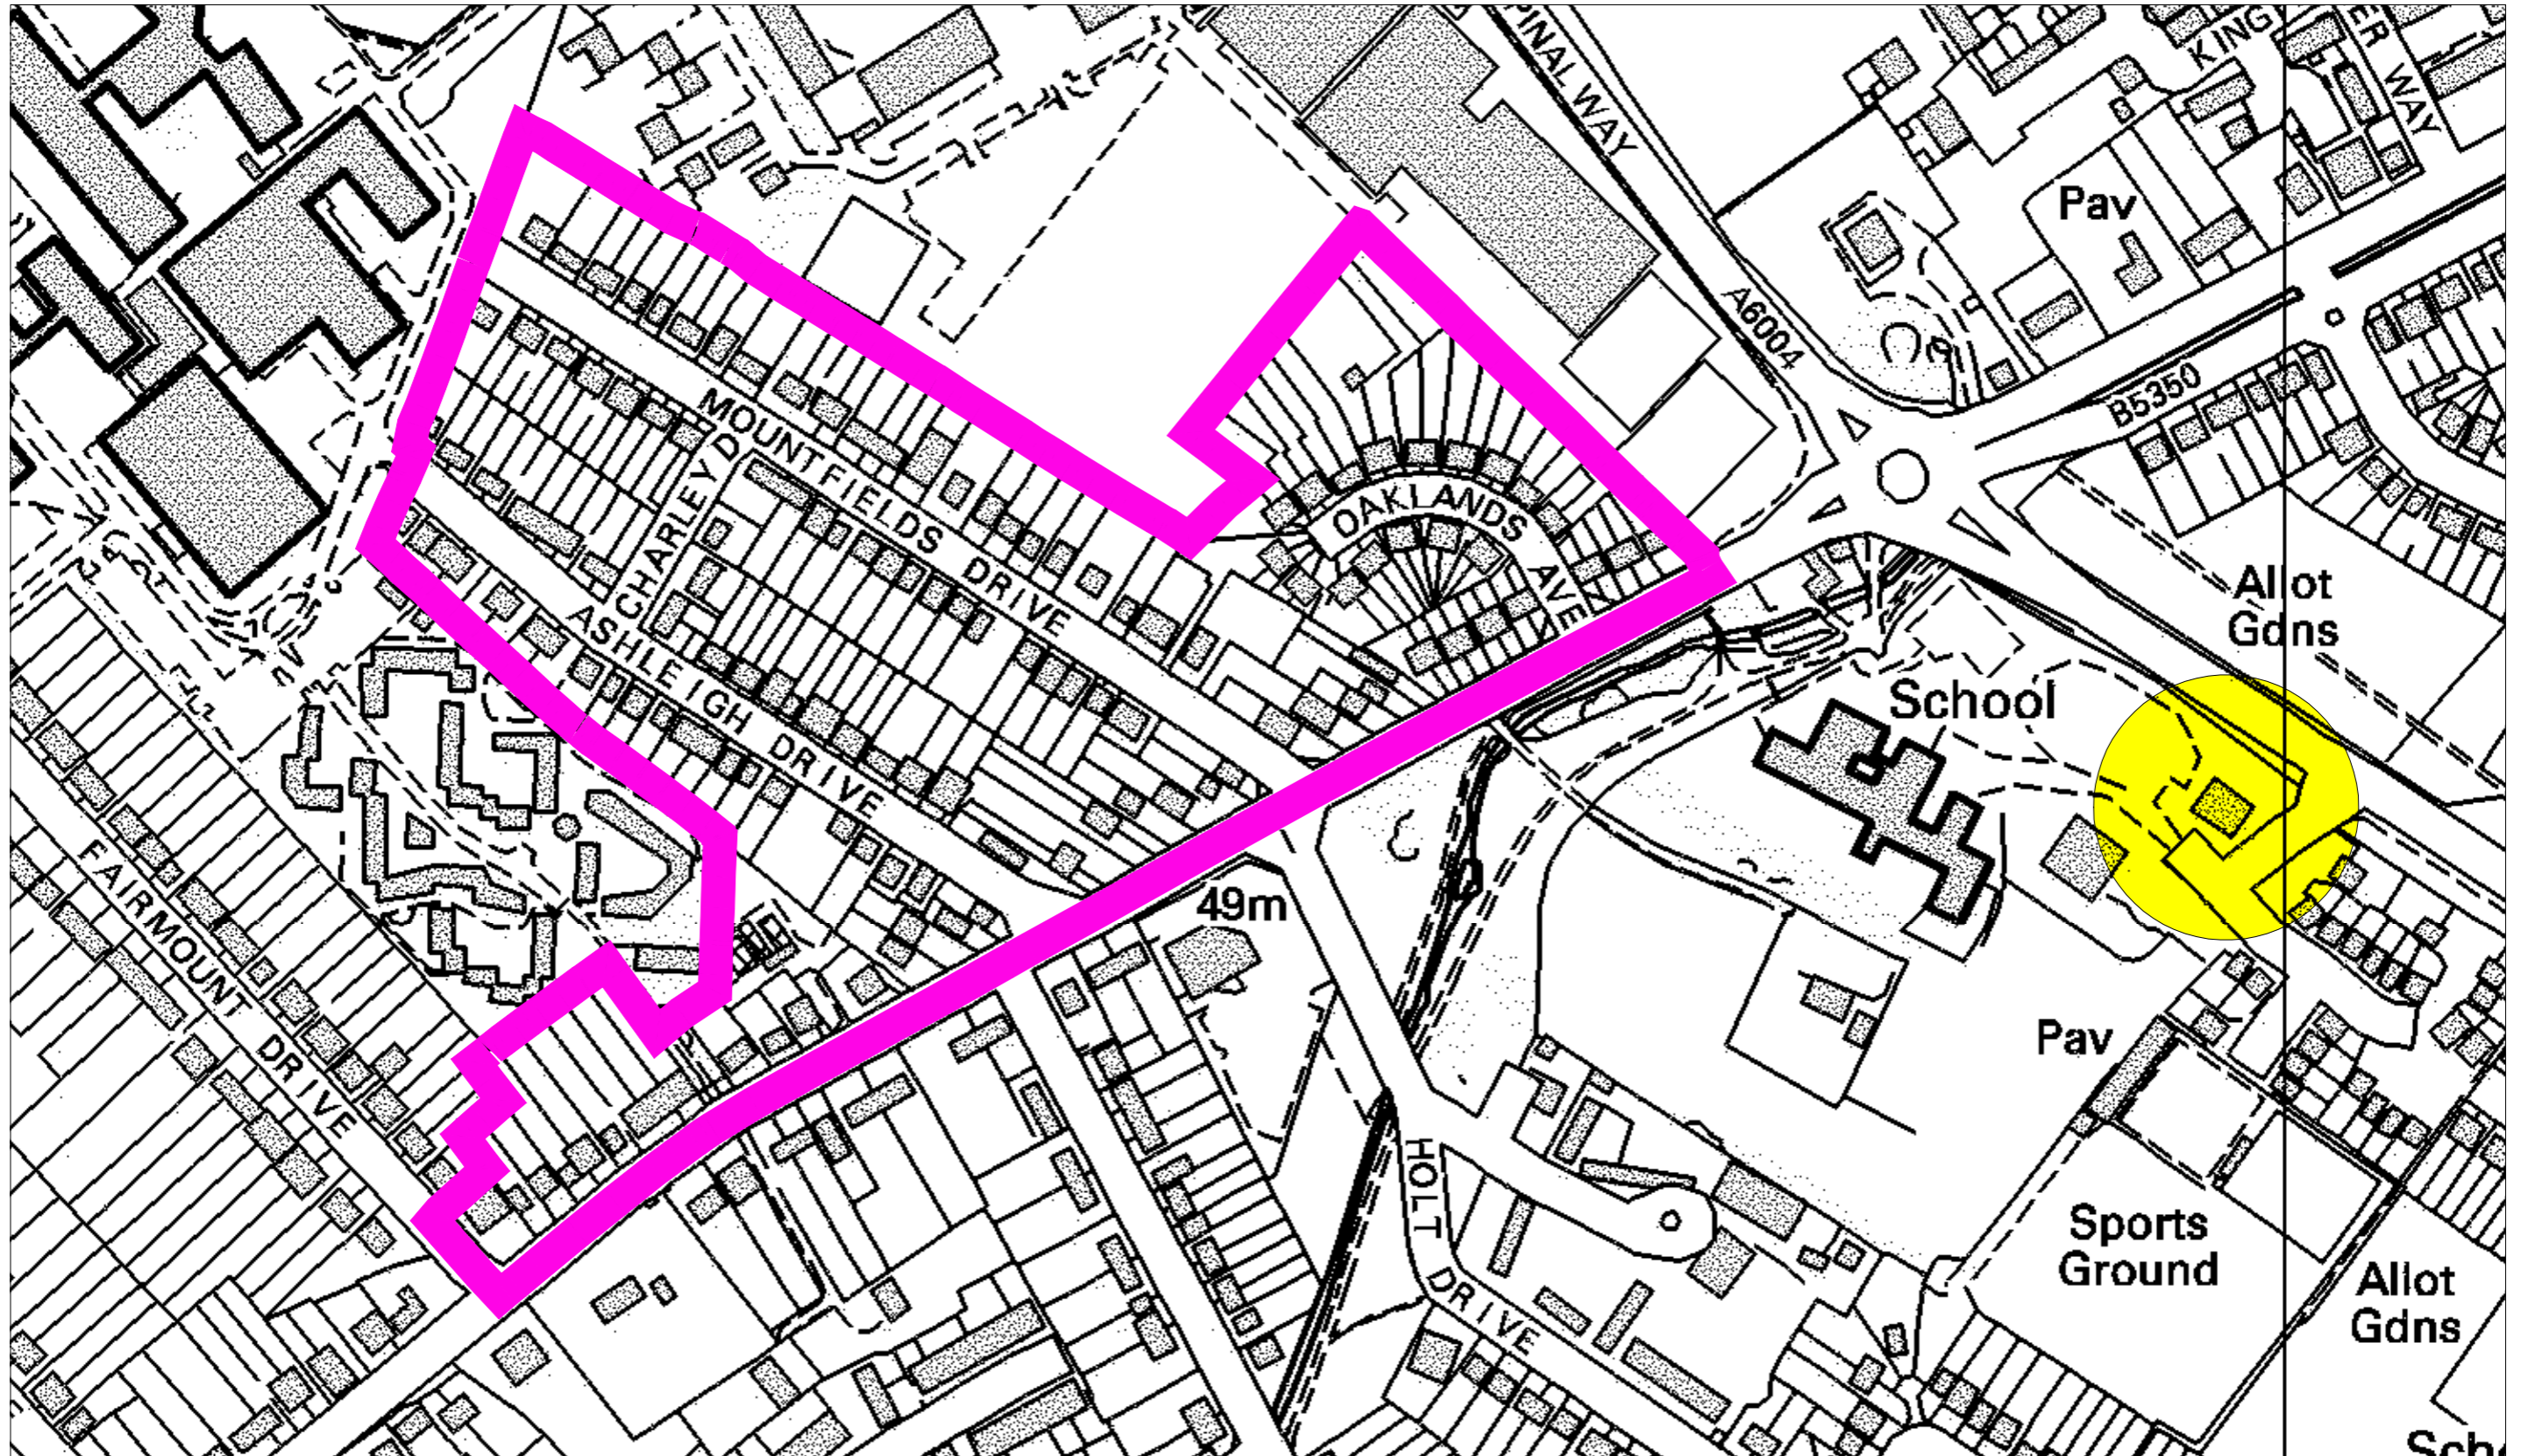 PINAL WAY
KING
ER WAY
Pav
A6004
B5350
MOUNTFIELDS DRIVE
CHARLEY D
OAKLANDS AVE
ASHLEIGH DRIVE
Allot
Gdns
School
FAIRMOUNT DRIVE
49m
Pav
HOLT DRIVE
Sports
Ground
Allot
Gdns
Sch